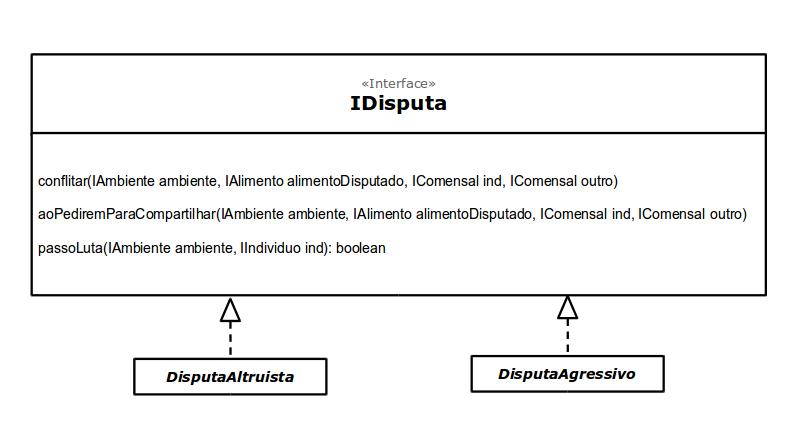 «Interface»
IDisputa
conflitar(IAmbiente ambiente, IAlimento alimentoDisputado, IComensal ind, IComensal outro)
aoPediremParaCompartilhar(IAmbiente ambiente, IAlimento alimentoDisputado, IComensal ind, IComensal outro)
passoLuta(IAmbiente ambiente, IIndividuo ind): boolean
DisputaAltruista
DisputaAgressivo